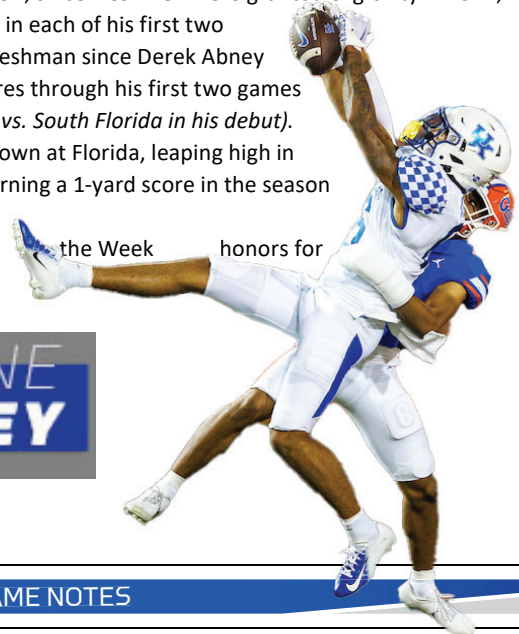 in each of his first two
eshman since Derek Abney
res through his first two games
vs. South Florida in his debut).
own at Florida, leaping high in
rning a 1-yard score in the season
the Week honors for
NE
EY
AME NOTES